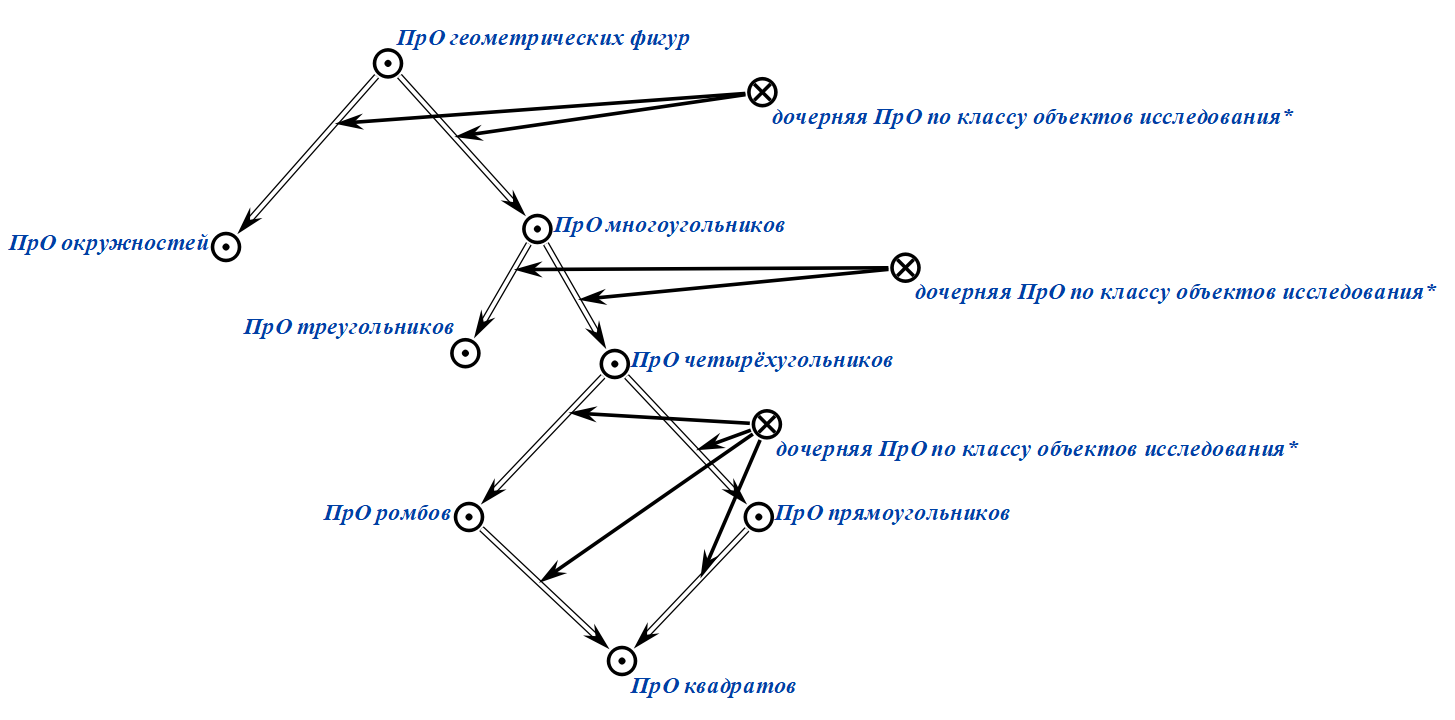 ПрО геометрических фигур
дочерняя ПрО по классу объектов исследования*
ПрО многоугольников
ПрО окружностей
дочерняя ПрО по классу объектов исследования*
ПрО треугольников
ПрО четырёхугольников
дочерняя ПрО по классу объектов исследования*
ПрО ромбов
ПрО прямоугольников
ПрО квадратов